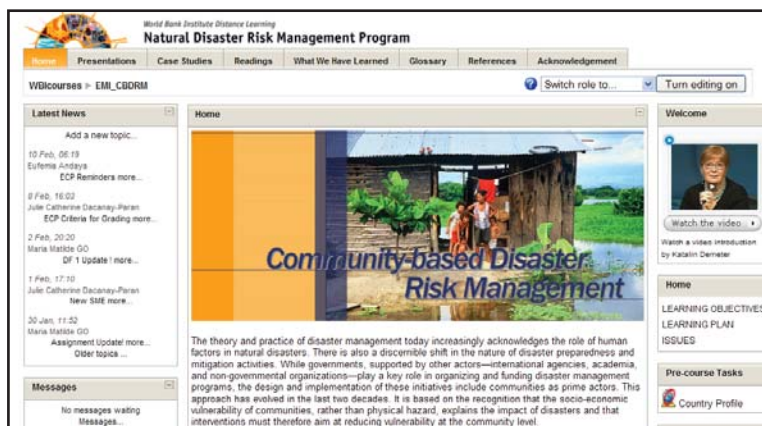 World Bank Institute Distance Learning
Natural Disaster Risk Management Program
Home Presentations Case Studies Readings What We Have Learned Glossary References Acknowledgement
WBIcourses ► EMI_CBDRM
Switch role to... Turn editing on
Latest News
Add a new topic...
10 Feb, 06:19
Eufemia Andaya
ECP Reminders more...
8 Feb, 16:02
Julie Catherine Dacanay-Paran
ECP Criteria for Grading more...
2 Feb, 20:20
Maria Matilde GO
DF 1 Update ! more...
1 Feb, 17:10
Julie Catherine Dacanay-Paran
New SME more...
30 Jan, 11:52
Maria Matilde GO
Assignment Update! more...
Older topics ...
Messages
No messages waiting
Messages...
Home
Community-based Disaster
Risk Management
The theory and practice of disaster management today increasingly acknowledges the role of human
factors in natural disasters. There is also a discernible shift in the nature of disaster preparedness and
mitigation activities. While governments, supported by other actors—international agencies, academia,
and non-governmental organizations—play a key role in organizing and funding disaster management
programs, the design and implementation of these initiatives include communities as prime actors. This
approach has evolved in the last two decades. It is based on the recognition that the socio-economic
vulnerability of communities, rather than physical hazard, explains the impact of disasters and that
interventions must therefore aim at reducing vulnerability at the community level.
Welcome
Watch the video
Watch a video introduction
by Katalin Demeter
Home
LEARNING OBJECTIVES
LEARNING PLAN
ISSUES
Pre-course Tasks
Country Profile